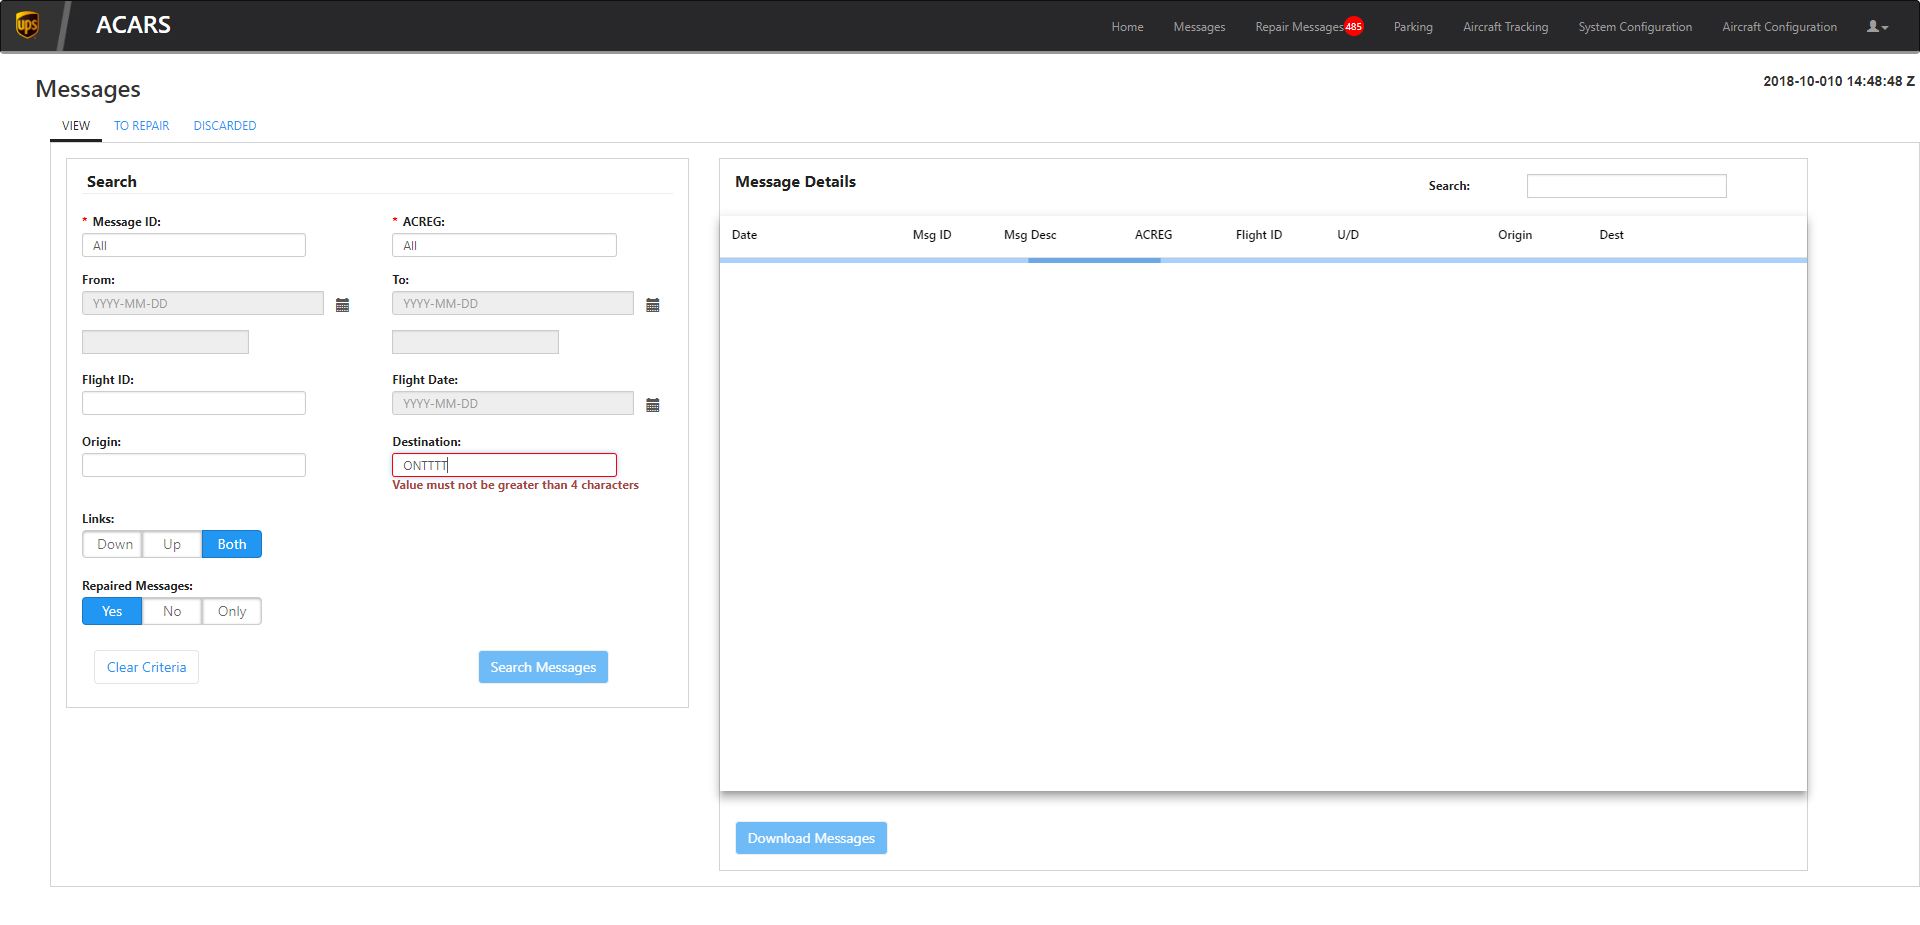 ups ACARS Home Messages Repair Messages 485 Parking Aircraft Tracking System Configuration Aircraft Configuration
Messages
2018-10-010 14:48:48 Z
VIEW TO REPAIR DISCARDED
Search
* Message ID: * ACREG:
All All
From: To:
YYYY-MM-DD YYYY-MM-DD
Flight ID: Flight Date:
YYYY-MM-DD
Origin: Destination:
ONTTTT
Value must not be greater than 4 characters
Links:
Down Up Both
Repaired Messages:
Yes No Only
Clear Criteria Search Messages
Message Details Search:
Date Msg ID Msg Desc ACREG Flight ID U/D Origin Dest
Download Messages